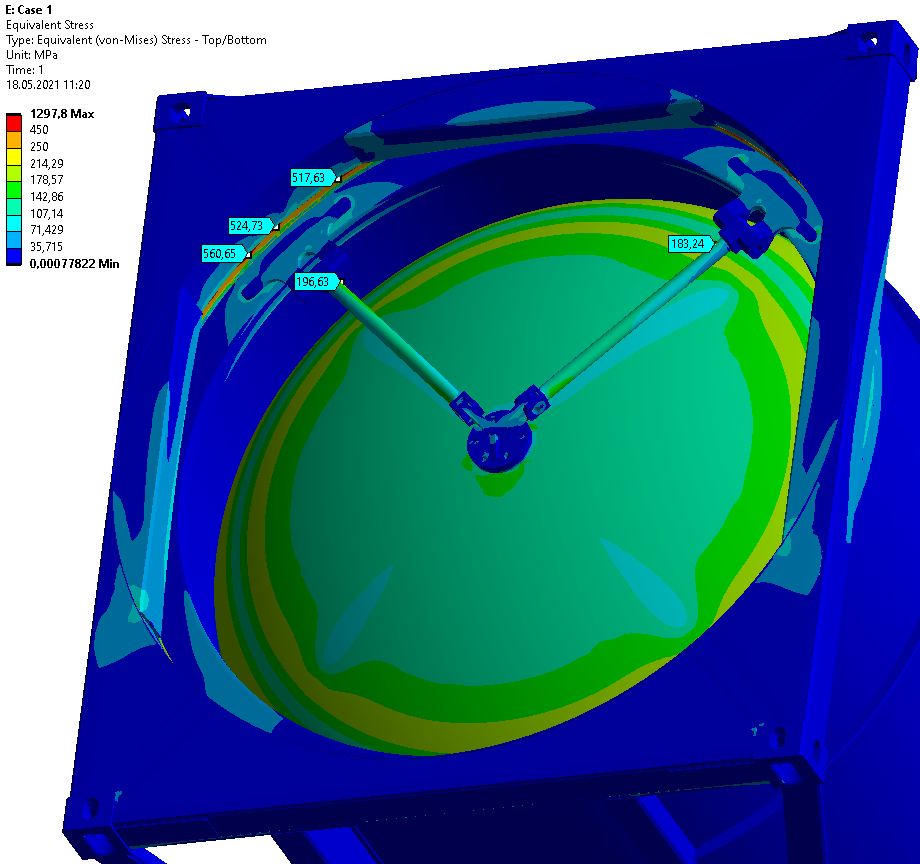 E: Case 1
Equivalent Stress
Type: Equivalent (von-Mises) Stress - Top/Bottom
Unit: MPa
Time: 1
18.05.2021 11:20
1297,8 Max
450
250
214,29
178,57
142,86
107,14
71,429
35,715
0,00077822 Min
517,63
524,73
560,65
183,24
196,63